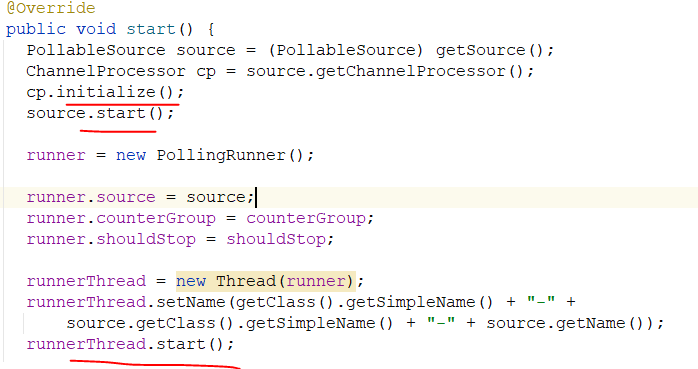 @Override
public void start() {
PollableSource source = (PollableSource) getSource();
ChannelProcessor cp = source.getChannelProcessor();
cp.initialize();
source.start();
runner = new PollingRunner();
runner.source = source;
runner.counterGroup = counterGroup;
runner.shouldStop = shouldStop;
runnerThread = new Thread(runner);
runnerThread.setName(getClass().getSimpleName() + "-" +
source.getClass().getSimpleName() + "-" + source.getName());
runnerThread.start();